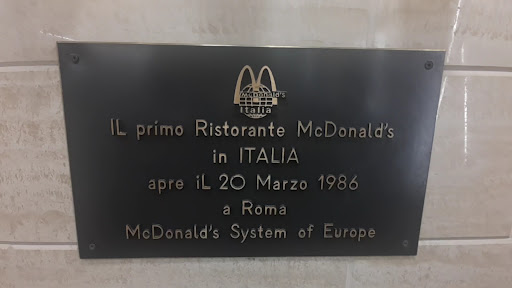 McDonald's
Italia
IL primo Ristorante McDonald's
in ITALIA
apre iL 20 Marzo 1986
a Roma
McDonald's System of Europe